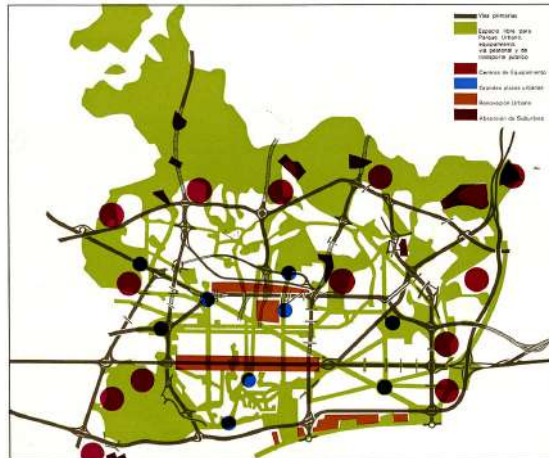 Vías primarias
Espacio libre para
Parque Urbano,
equipamiento,
vía peatonal y de
transporte público
Centros de Equipamiento
Grandes plazas urbanas
Renovación Urbana
Absorción de Suburbios